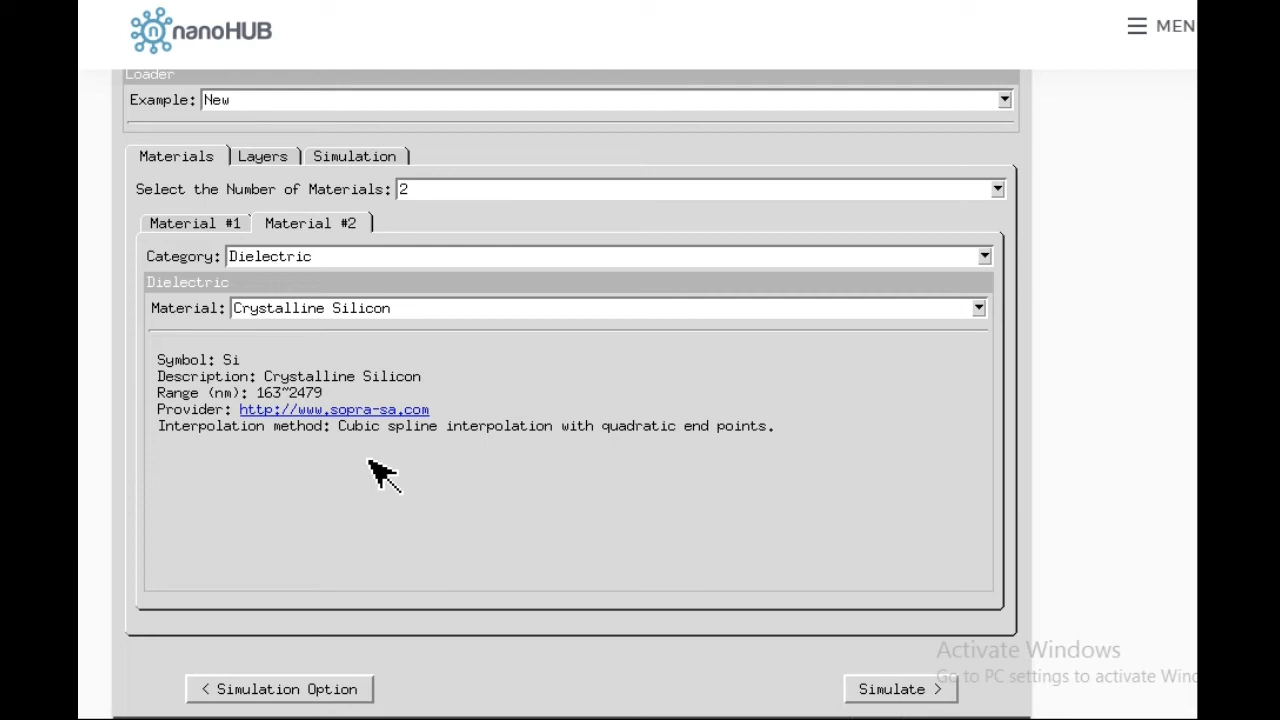 nanoHUB
MEN
Loader
Example: New
Materials Layers Simulation
Select the Number of Materials: 2
Material #1 Material #2
Category: Dielectric
Dielectric
Material: Crystalline Silicon
Symbol: Si
Description: Crystalline Silicon
Range (nm): 163~2479
Provider: http://www.sopra-sa.com
Interpolation method: Cubic spline interpolation with quadratic end points.
Activate Windows
Go to PC settings to activate Win
< Simulation Option
Simulate >